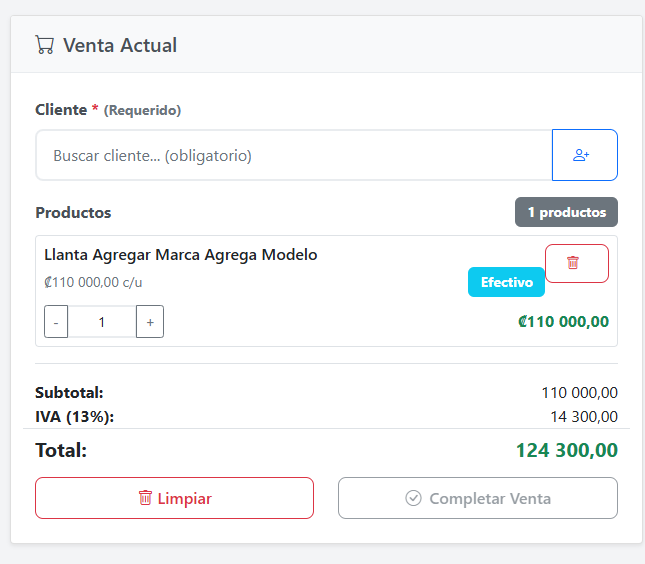 Venta Actual
Cliente * (Requerido)
Buscar cliente... (obligatorio)
Productos
1 productos
Llanta Agregar Marca Agrega Modelo
₡110 000,00 c/u
Efectivo
- 1 +
₡110 000,00
Subtotal: 110 000,00
IVA (13%): 14 300,00
Total: 124 300,00
Limpiar
Completar Venta